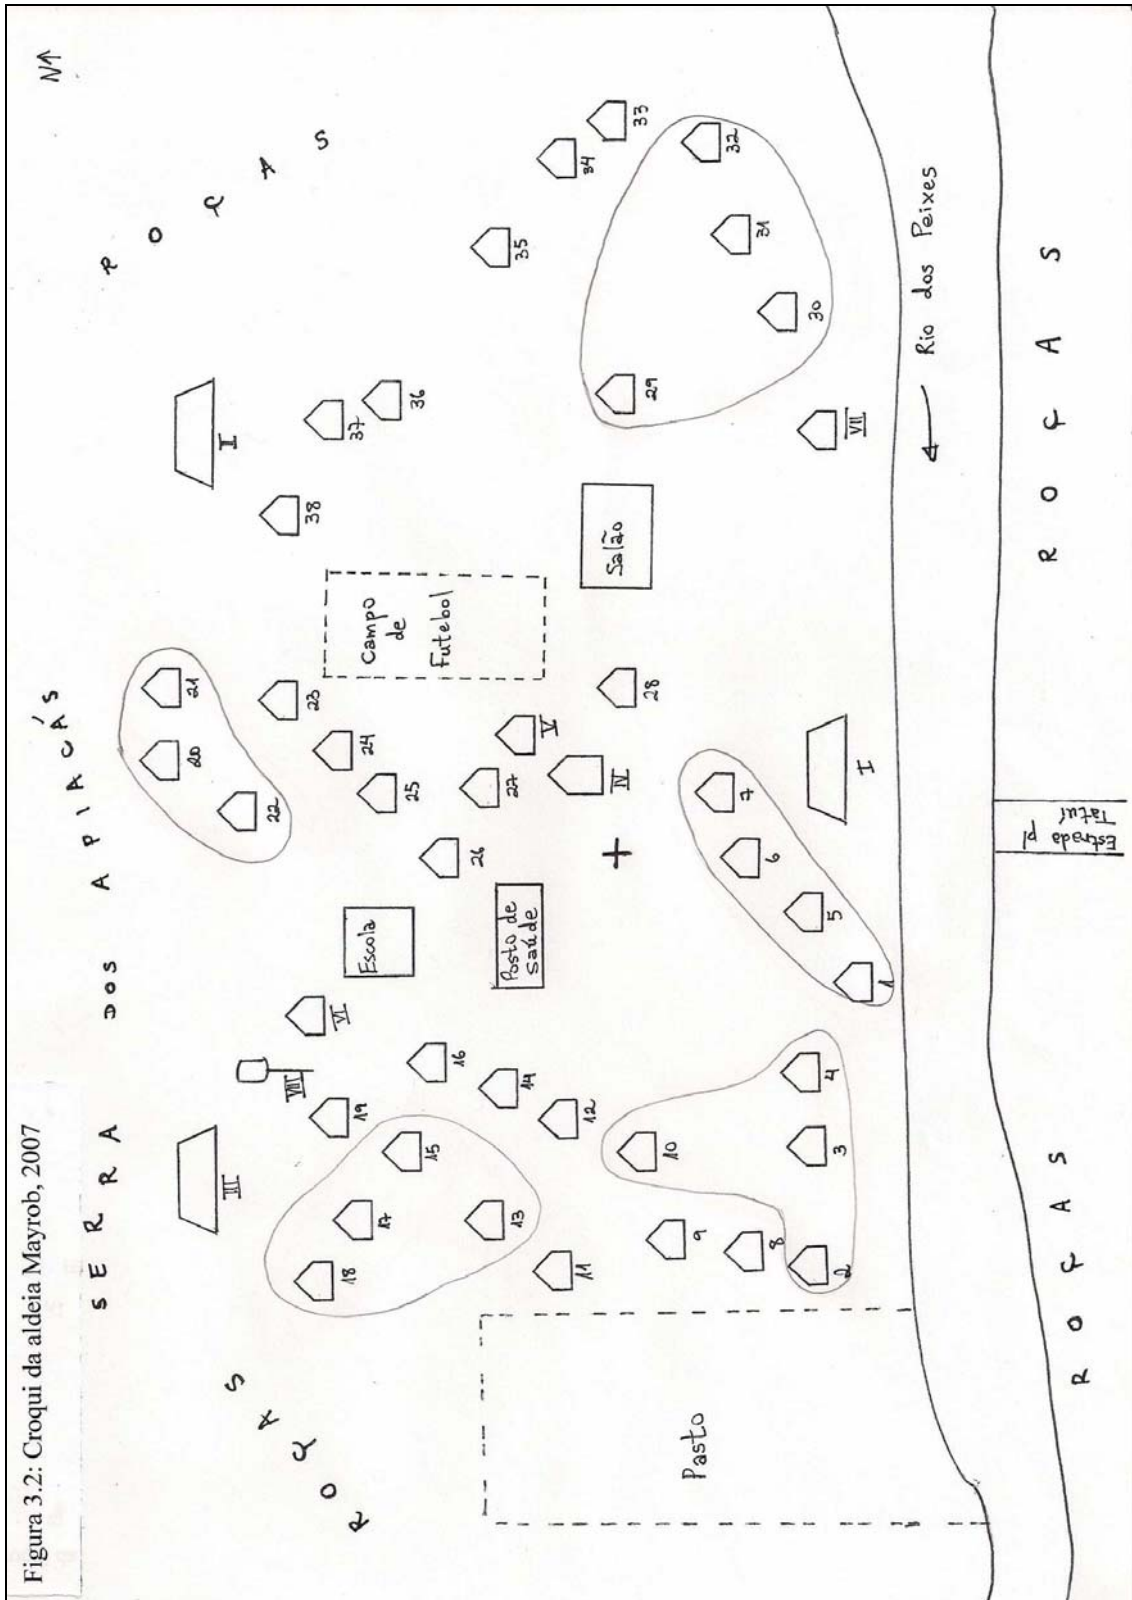 Figura 3.2: Croqui da aldeia Mayrob, 2007
N↑
SERRA DOS APIACÁS
ROÇAS
ROÇAS
III
VIII
VI
II
18
17
15
13
19
16
14
12
11
10
9
8
2
3
4
1
5
6
7
20
21
22
23
24
25
26
27
28
V
IV
38
37
36
35
34
33
32
31
30
29
VII
I
Escola
Posto de
Saúde
+
Campo
de
Futebol
Salão
Pasto
← Rio dos Peixes
Estrada p/
Tatuí
ROÇAS
ROÇAS